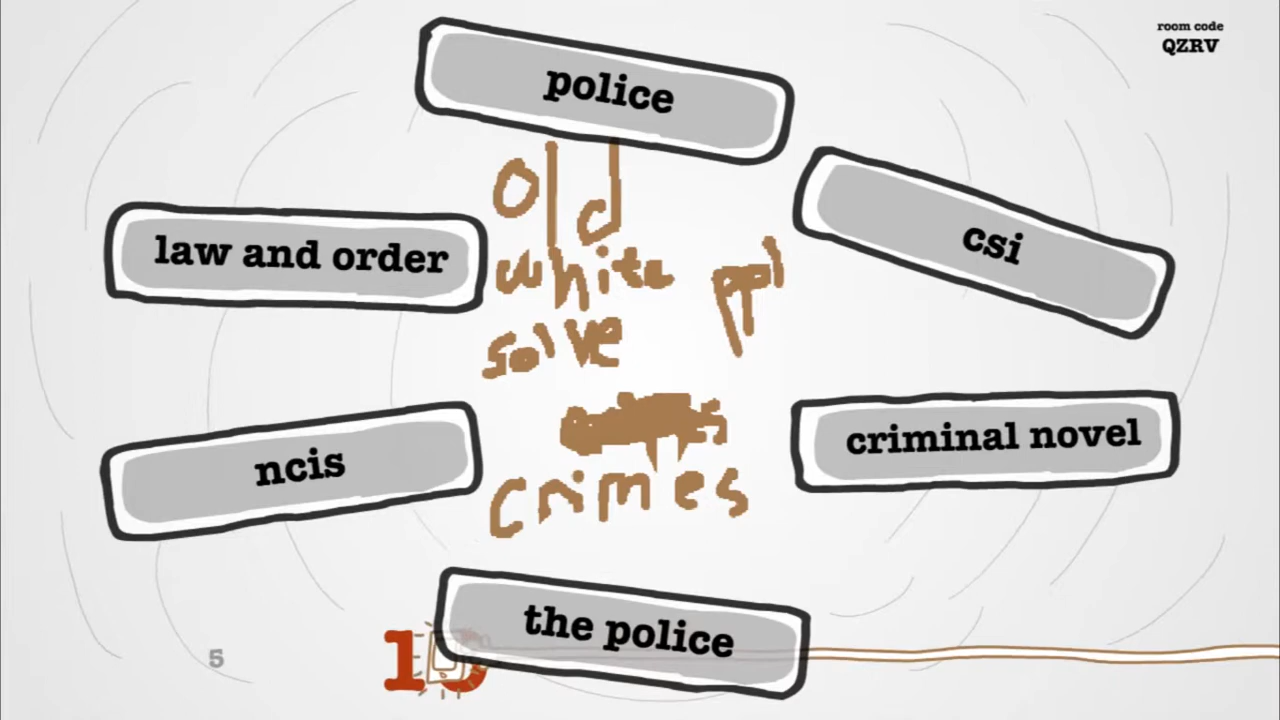 room code
QZRV
police
csi
law and order
old
white ppl
solve
crimes
criminal novel
ncis
the police
5